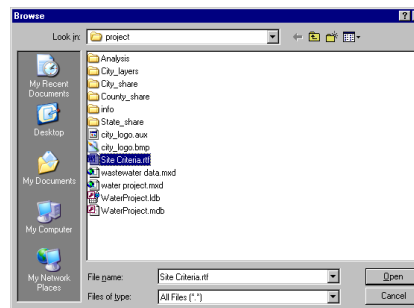 Browse
Look in: project
My Recent Documents
Desktop
My Documents
My Computer
My Network Places
Analysis
City_layers
City_share
County_share
info
State_share
city_logo.aux
city_logo.bmp
Site Criteria.rtf
wastewater data.mxd
water project.mxd
WaterProject.ldb
WaterProject.mdb
File name: Site Criteria.rtf Open
Files of type: All Files (*.*) Cancel